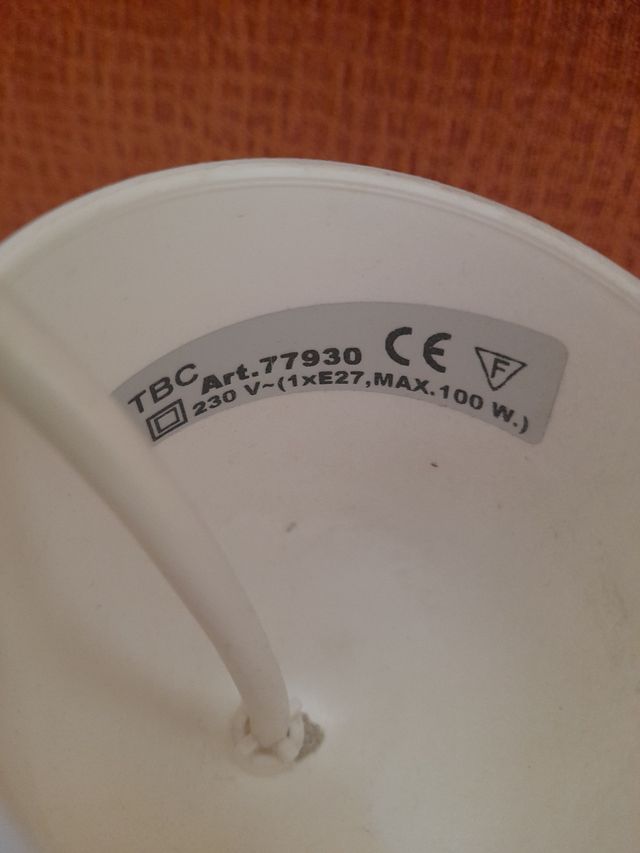 TBC Art.77930 CE F
230 V~(1xE27,MAX.100 W.)